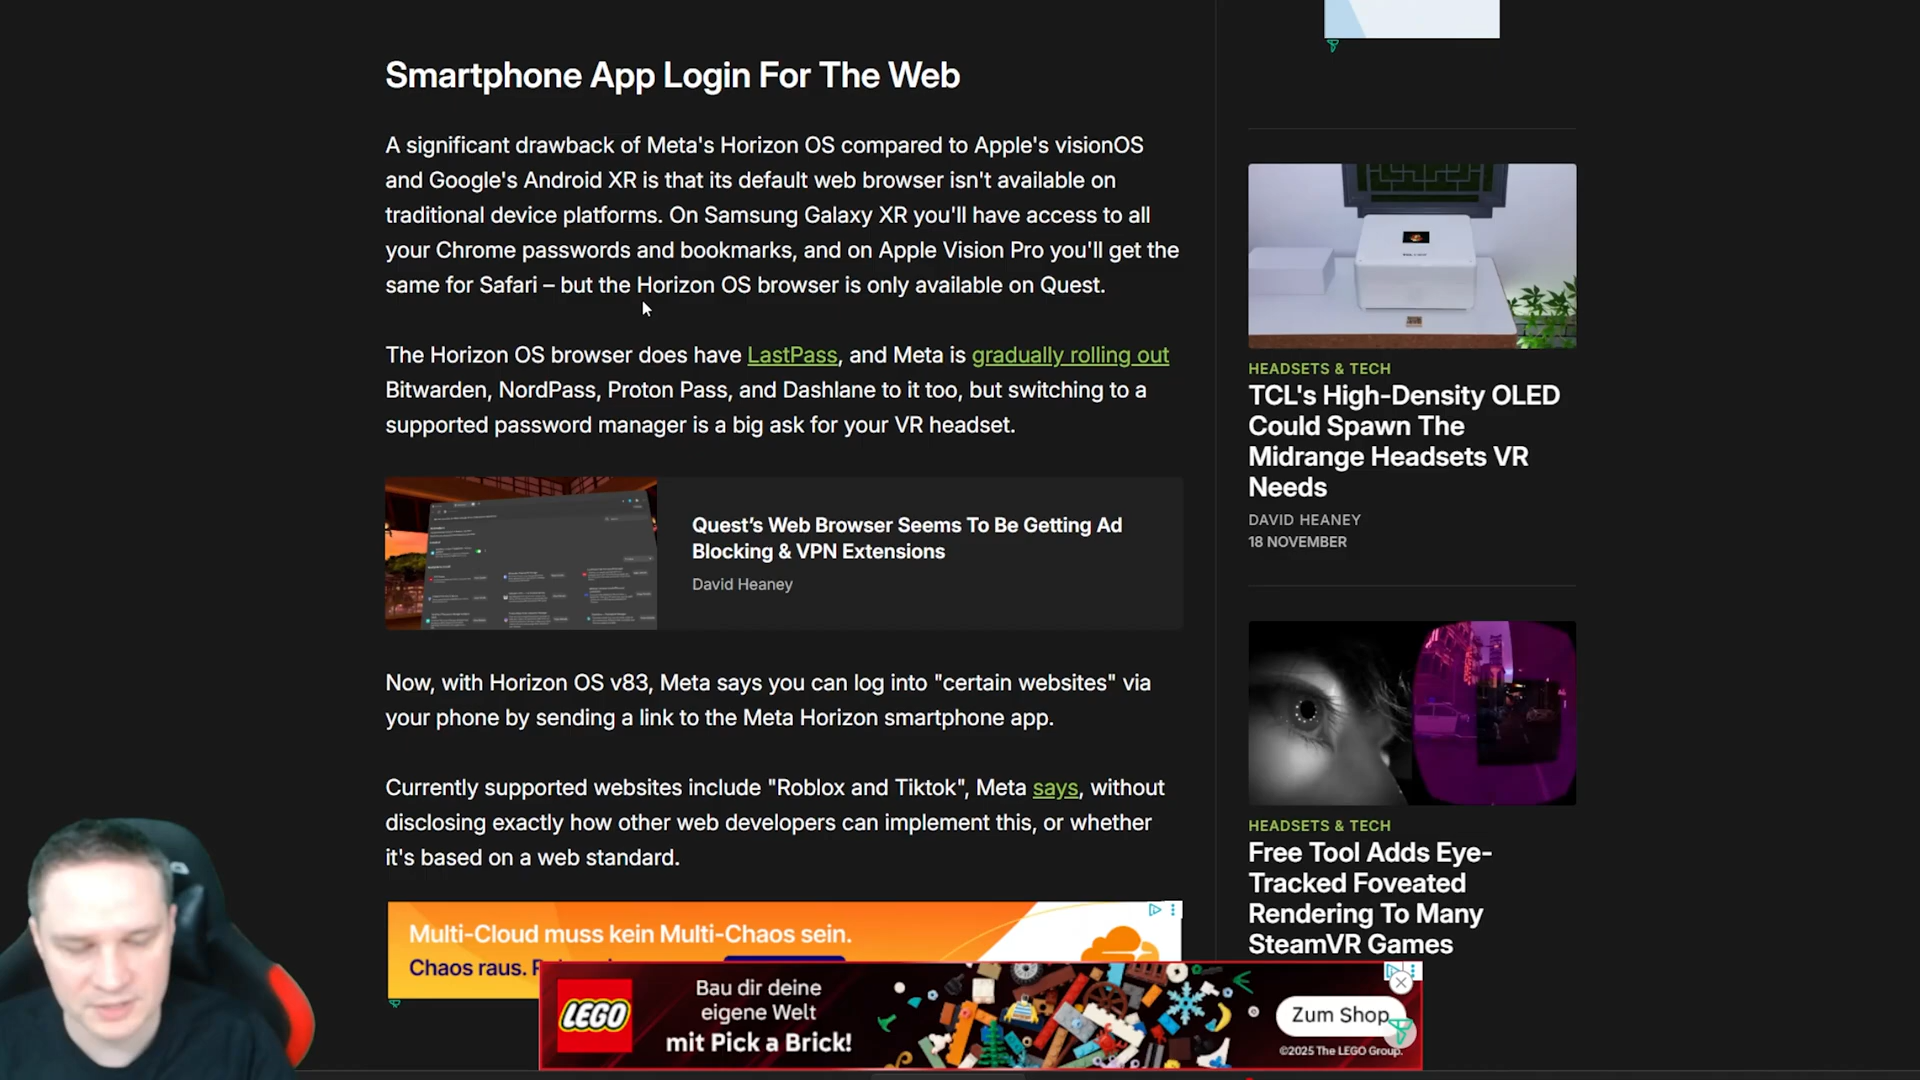 Smartphone App Login For The Web
A significant drawback of Meta's Horizon OS compared to Apple's visionOS
and Google's Android XR is that its default web browser isn't available on
traditional device platforms. On Samsung Galaxy XR you'll have access to all
your Chrome passwords and bookmarks, and on Apple Vision Pro you'll get the
same for Safari – but the Horizon OS browser is only available on Quest.
The Horizon OS browser does have LastPass, and Meta is gradually rolling out
Bitwarden, NordPass, Proton Pass, and Dashlane to it too, but switching to a
supported password manager is a big ask for your VR headset.
Quest's Web Browser Seems To Be Getting Ad
Blocking & VPN Extensions
David Heaney
Now, with Horizon OS v83, Meta says you can log into "certain websites" via
your phone by sending a link to the Meta Horizon smartphone app.
Currently supported websites include "Roblox and Tiktok", Meta says, without
disclosing exactly how other web developers can implement this, or whether
it's based on a web standard.
Multi-Cloud muss kein Multi-Chaos sein.
Chaos raus.
HEADSETS & TECH
TCL's High-Density OLED
Could Spawn The
Midrange Headsets VR
Needs
DAVID HEANEY
18 NOVEMBER
HEADSETS & TECH
Free Tool Adds Eye-
Tracked Foveated
Rendering To Many
SteamVR Games
LEGO
Bau dir deine
eigene Welt
mit Pick a Brick!
Zum Shop
©2025 The LEGO Group.